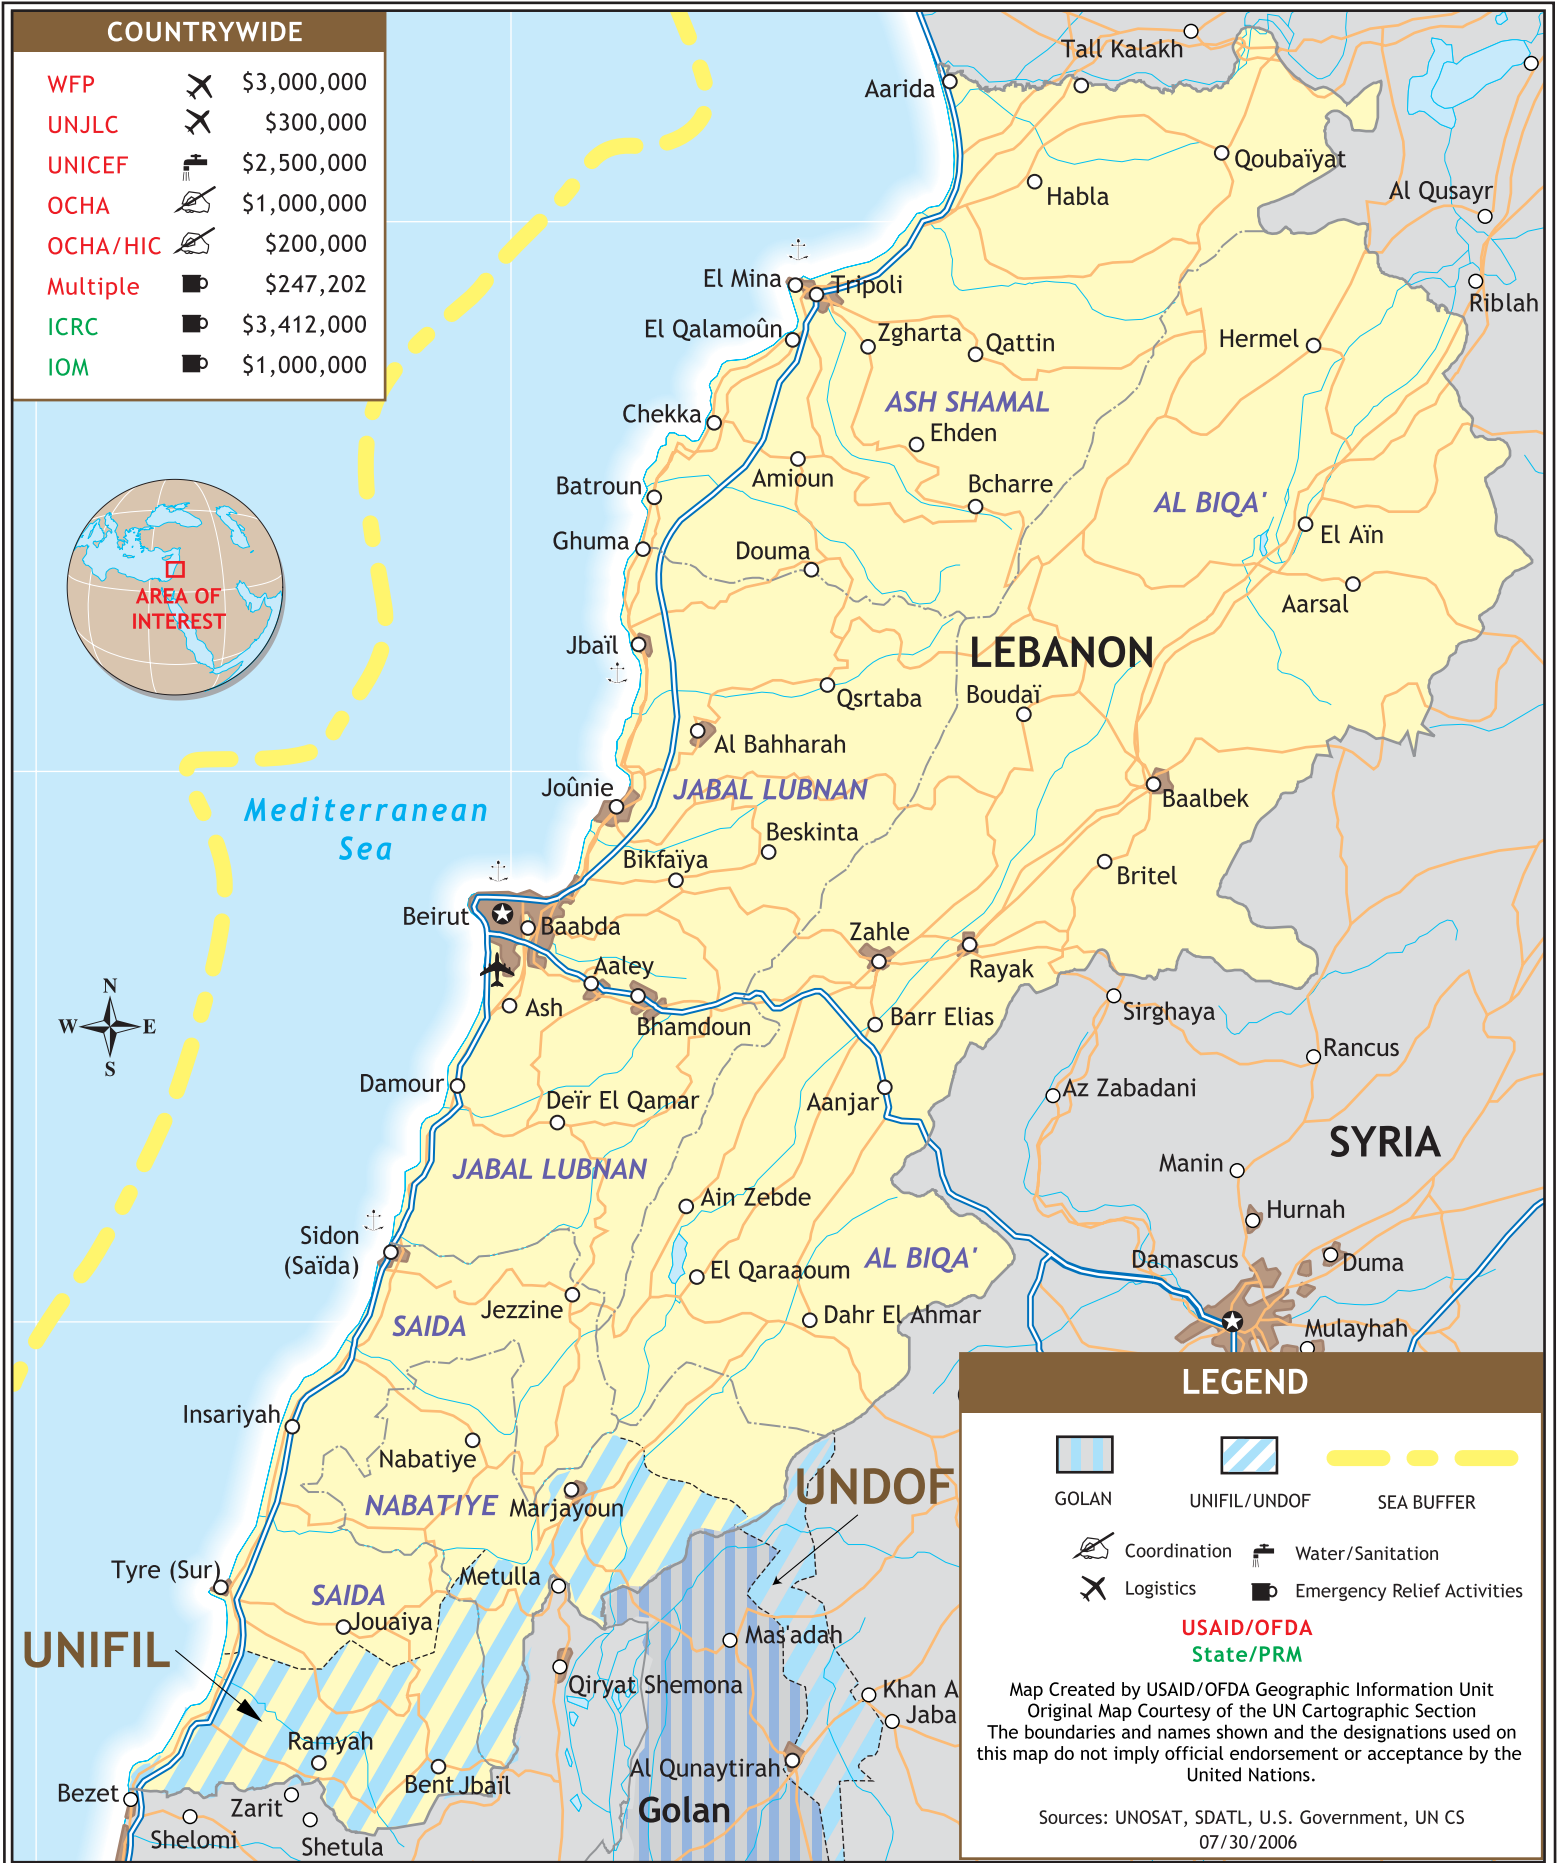 COUNTRYWIDE
WFP $3,000,000
UNJLC $300,000
UNICEF $2,500,000
OCHA $1,000,000
OCHA/HIC $200,000
Multiple $247,202
ICRC $3,412,000
IOM $1,000,000
Tall Kalakh
Aarida
Qoubaïyat
Habla
Al Qusayr
El Mina
Tripoli
Riblah
El Qalamoûn
Zgharta
Qattin
Hermel
ASH SHAMAL
Chekka
Ehden
Amioun
Bcharre
Batroun
AL BIQA'
El Aïn
Ghuma
Douma
AREA OF
INTEREST
Aarsal
Jbaïl
LEBANON
Qsrtaba
Boudaï
Al Bahharah
Joûnie
JABAL LUBNAN
Baalbek
Mediterranean
Sea
Beskinta
Bikfaïya
Britel
Beirut
Baabda
Zahle
Rayak
Aaley
Ash
Bhamdoun
Barr Elias
Sirghaya
N
W E
S
Rancus
Damour
Deïr El Qamar
Aanjar
Az Zabadani
SYRIA
JABAL LUBNAN
Manin
Ain Zebde
Hurnah
Sidon
(Saïda)
AL BIQA'
Damascus
Duma
El Qaraaoum
Jezzine
Dahr El Ahmar
SAIDA
Mulayhah
Insariyah
Nabatiye
NABATIYE
Marjayoun
UNDOF
Tyre (Sur)
Metulla
SAIDA
Jouaiya
UNIFIL
Mas'adah
Qiryat Shemona
Khan A
Jaba
Ramyah
Al Qunaytirah
Bent Jbaïl
Bezet
Zarit
Golan
Shelomi
Shetula
LEGEND
GOLAN
UNIFIL/UNDOF
SEA BUFFER
Coordination
Water/Sanitation
Logistics
Emergency Relief Activities
USAID/OFDA
State/PRM
Map Created by USAID/OFDA Geographic Information Unit
Original Map Courtesy of the UN Cartographic Section
The boundaries and names shown and the designations used on
this map do not imply official endorsement or acceptance by the
United Nations.
Sources: UNOSAT, SDATL, U.S. Government, UN CS
07/30/2006